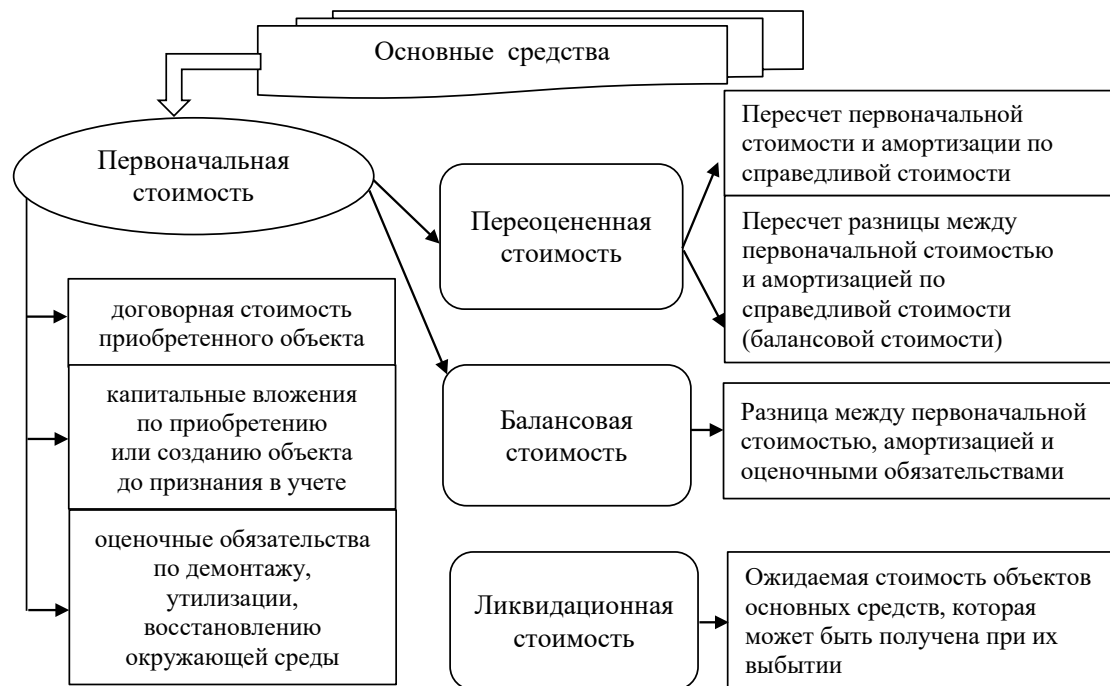 Основные средства
Первоначальная
стоимость
договорная стоимость
приобретенного объекта
капитальные вложения
по приобретению
или созданию объекта
до признания в учете
оценочные обязательства
по демонтажу,
утилизации,
восстановлению
окружающей среды
Переоцененная
стоимость
Пересчет первоначальной
стоимости и амортизации по
справедливой стоимости
Пересчет разницы между
первоначальной стоимостью
и амортизацией по
справедливой стоимости
(балансовой стоимости)
Балансовая
стоимость
Разница между первоначальной
стоимостью, амортизацией и
оценочными обязательствами
Ликвидационная
стоимость
Ожидаемая стоимость объектов
основных средств, которая
может быть получена при их
выбытии